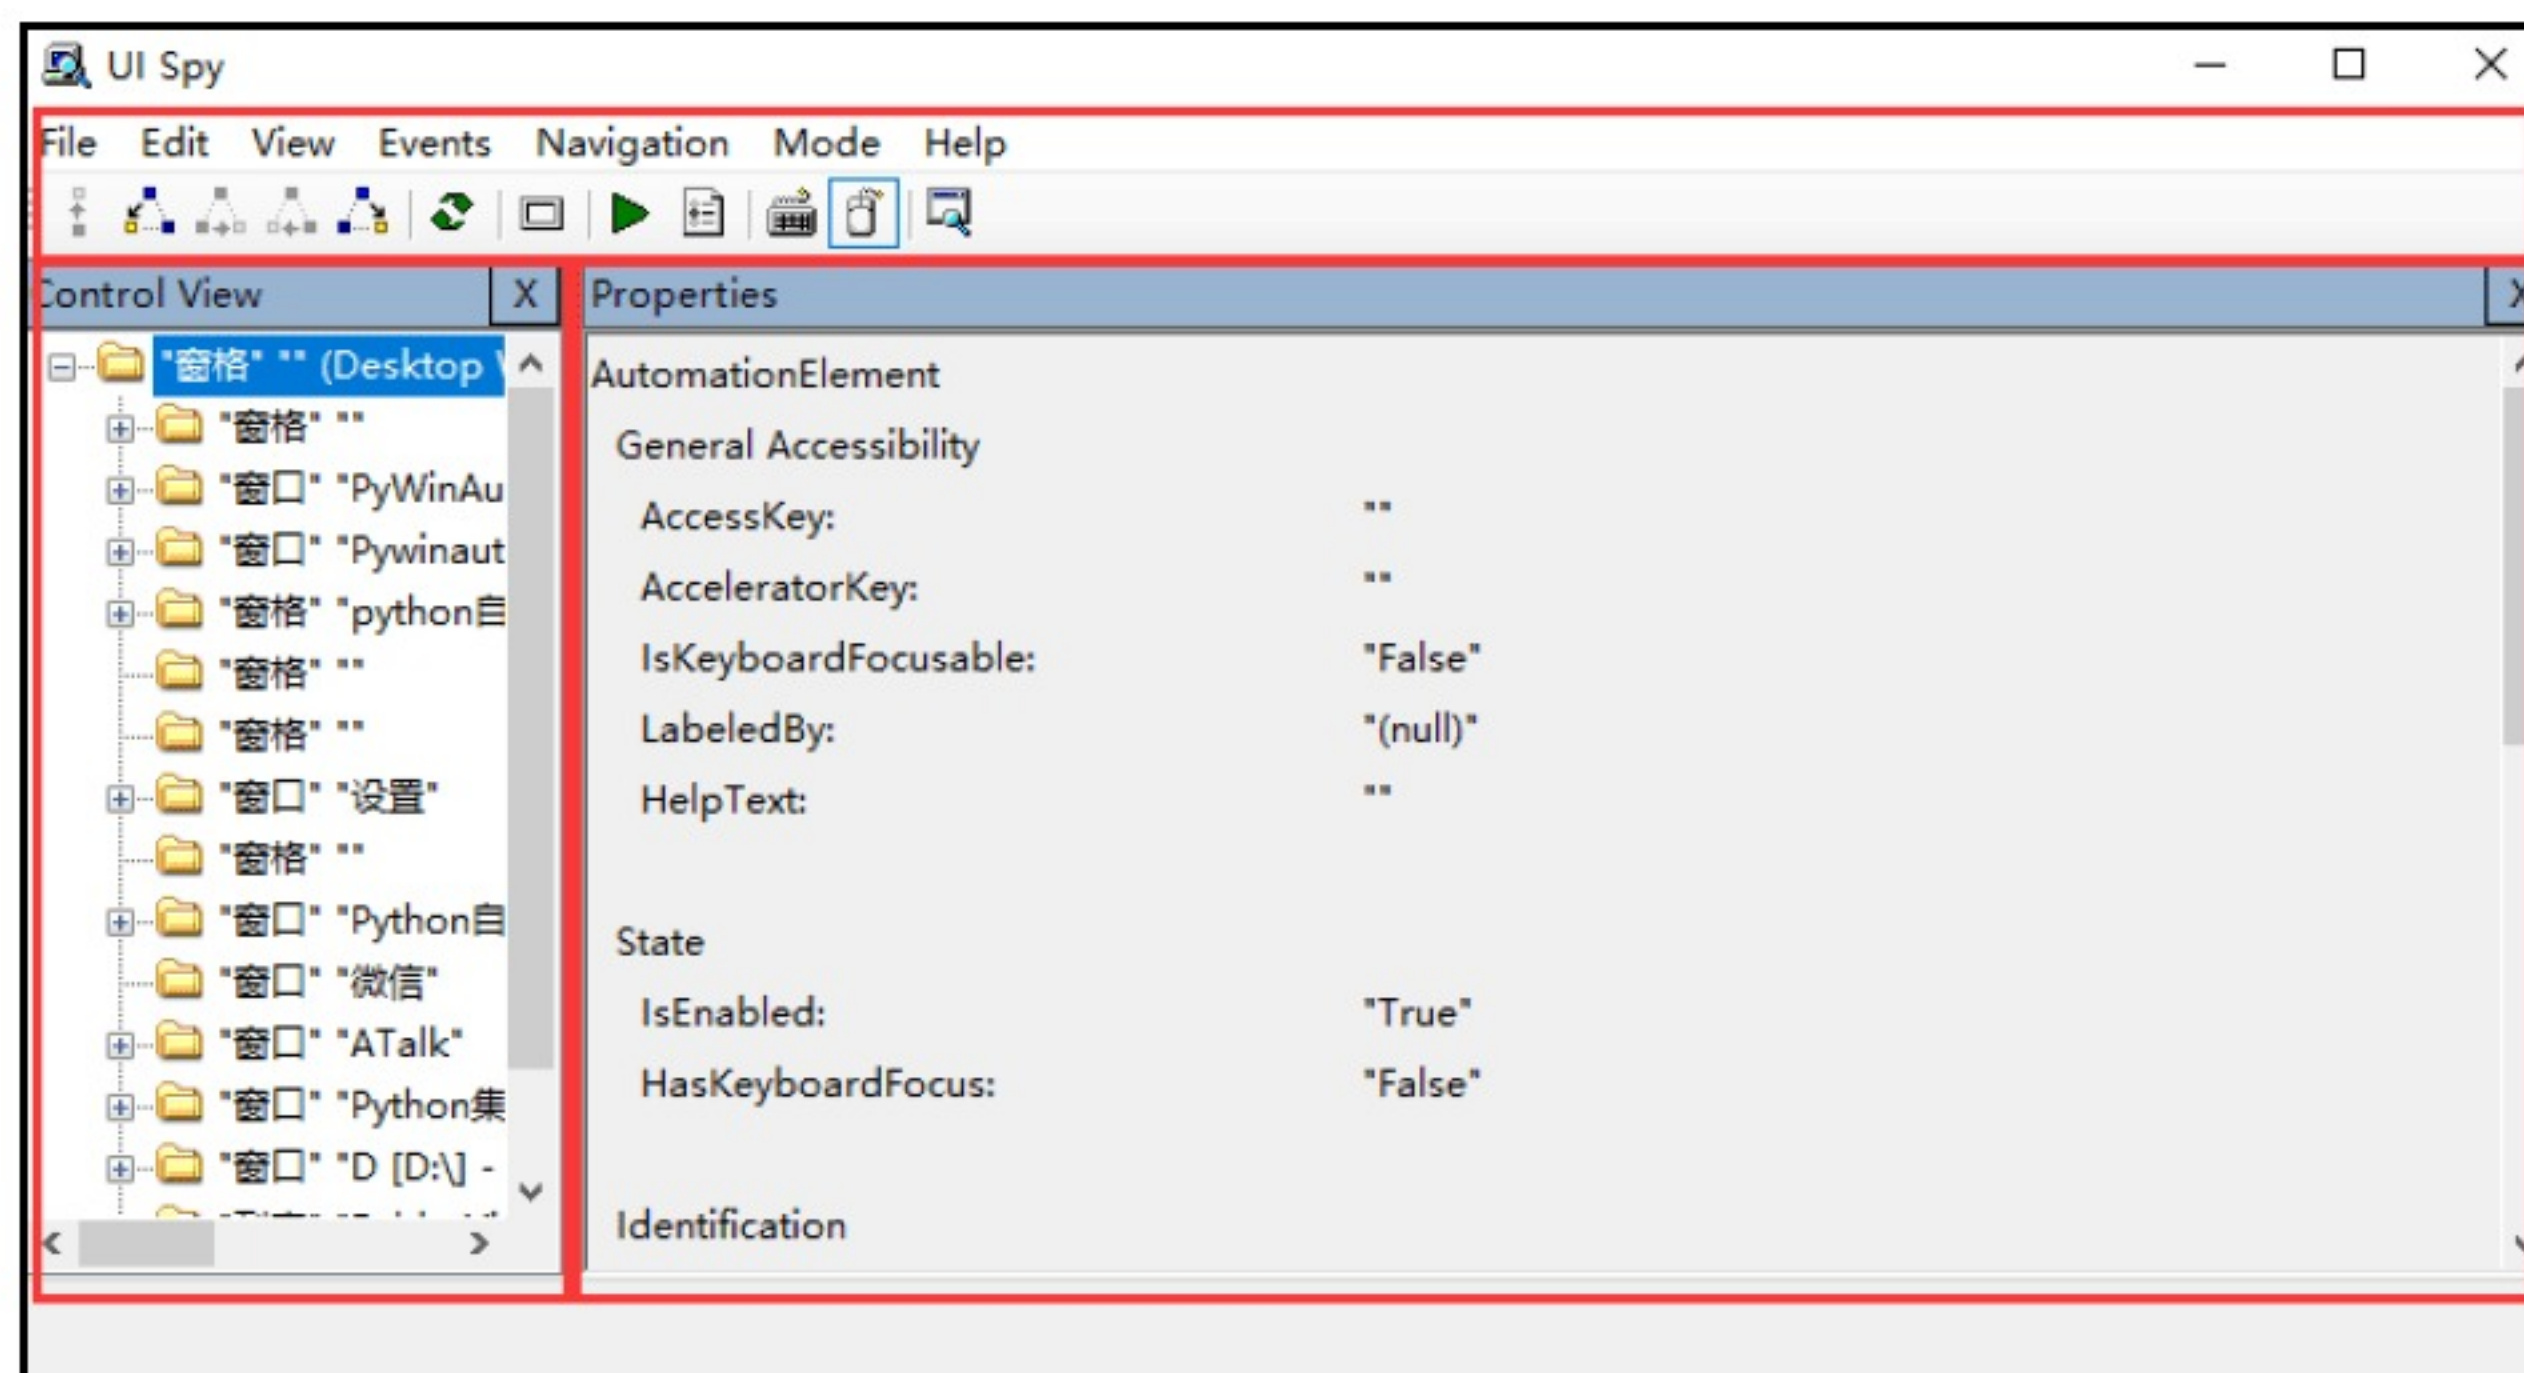 UI Spy
File Edit View Events Navigation Mode Help
Control View X
"窗格" "" (Desktop
"窗格" ""
"窗口" "PyWinAu
"窗口" "Pywinaut
"窗格" "python自
"窗格" ""
"窗格" ""
"窗口" "设置"
"窗格" ""
"窗口" "Python自
"窗口" "微信"
"窗口" "ATalk"
"窗口" "Python集
"窗口" "D [D:\] -
Properties X
AutomationElement
General Accessibility
AccessKey: ""
AcceleratorKey: ""
IsKeyboardFocusable: "False"
LabeledBy: "(null)"
HelpText: ""
State
IsEnabled: "True"
HasKeyboardFocus: "False"
Identification